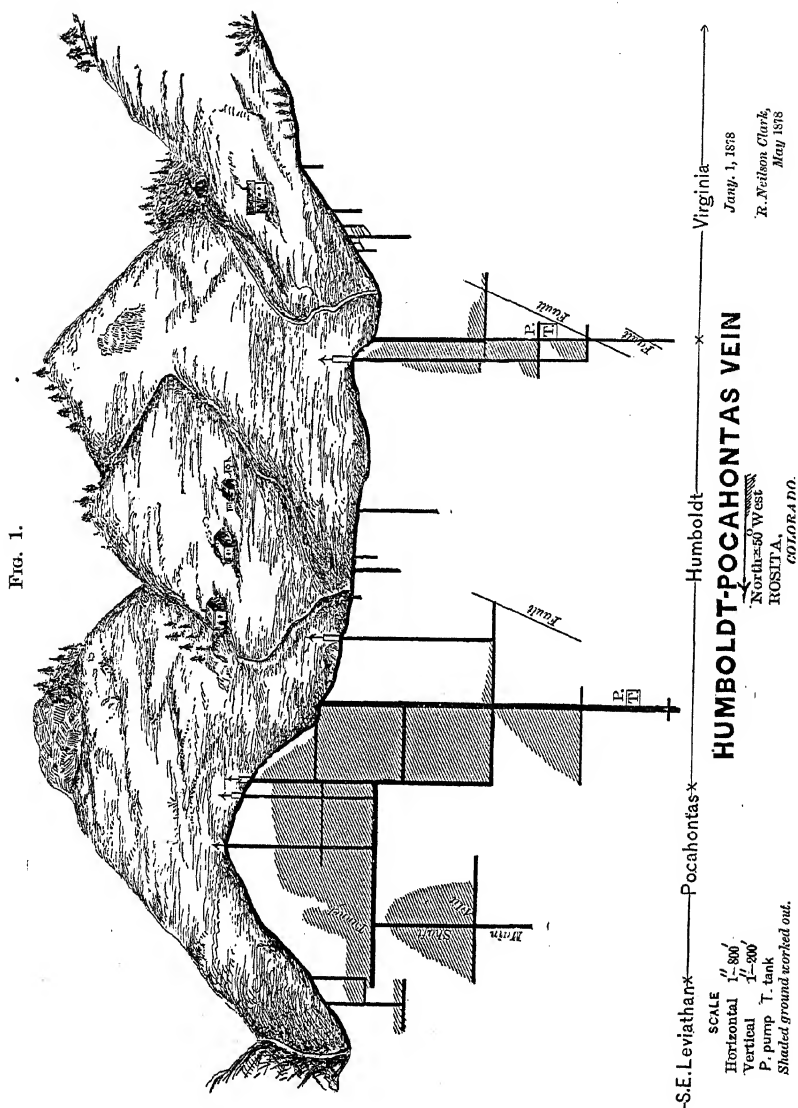 FIG. 1.
Tunnel
Shaft
Main
Fault
P.
T.
Fault
P.
T.
Fault
-S.E. Leviathan×
Pocahontas×
Humboldt
×
Virginia
SCALE
Horizontal 1"–800'
Vertical 1"–200'
P. pump T. tank
Shaded ground worked out.
HUMBOLDT-POCAHONTAS VEIN
North=50° West
ROSITA,
COLORADO.
Jany. 1, 1878
R. Neilson Clark,
May 1878